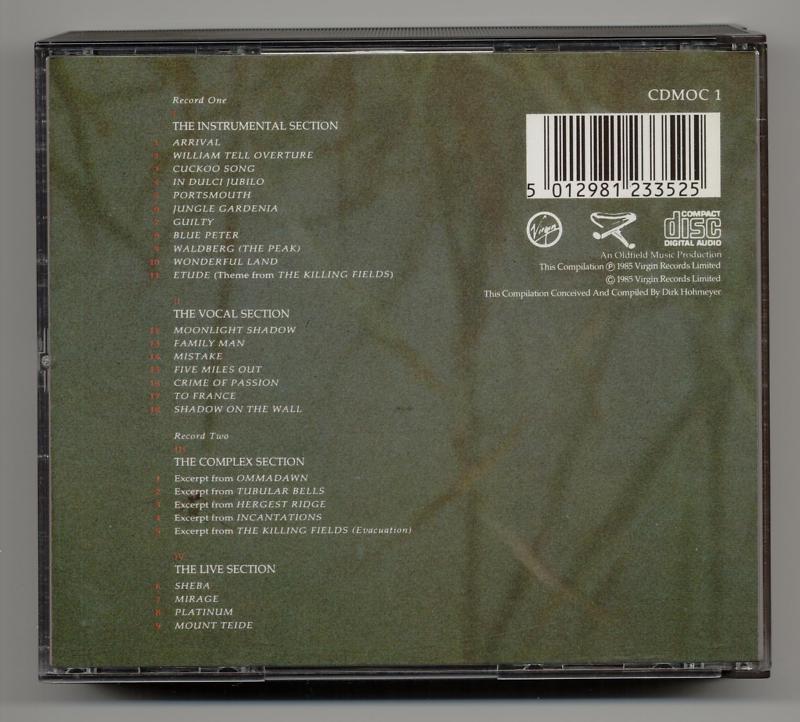 Record One
I
THE INSTRUMENTAL SECTION
1 ARRIVAL
2 WILLIAM TELL OVERTURE
3 CUCKOO SONG
4 IN DULCI JUBILO
5 PORTSMOUTH
6 JUNGLE GARDENIA
7 GUILTY
8 BLUE PETER
9 WALDBERG (THE PEAK)
10 WONDERFUL LAND
11 ETUDE (Theme from THE KILLING FIELDS)
II
THE VOCAL SECTION
12 MOONLIGHT SHADOW
13 FAMILY MAN
14 MISTAKE
15 FIVE MILES OUT
16 CRIME OF PASSION
17 TO FRANCE
18 SHADOW ON THE WALL
Record Two
III
THE COMPLEX SECTION
1 Excerpt from OMMADAWN
2 Excerpt from TUBULAR BELLS
3 Excerpt from HERGEST RIDGE
4 Excerpt from INCANTATIONS
5 Excerpt from THE KILLING FIELDS (Evacuation)
IV
THE LIVE SECTION
6 SHEBA
7 MIRAGE
8 PLATINUM
9 MOUNT TEIDE
CDMOC 1
5 012981 233525
Virgin
COMPACT
disc
DIGITAL AUDIO
An Oldfield Music Production
This Compilation Ⓟ 1985 Virgin Records Limited
© 1985 Virgin Records Limited
This Compilation Conceived And Compiled By Dirk Hohmeyer